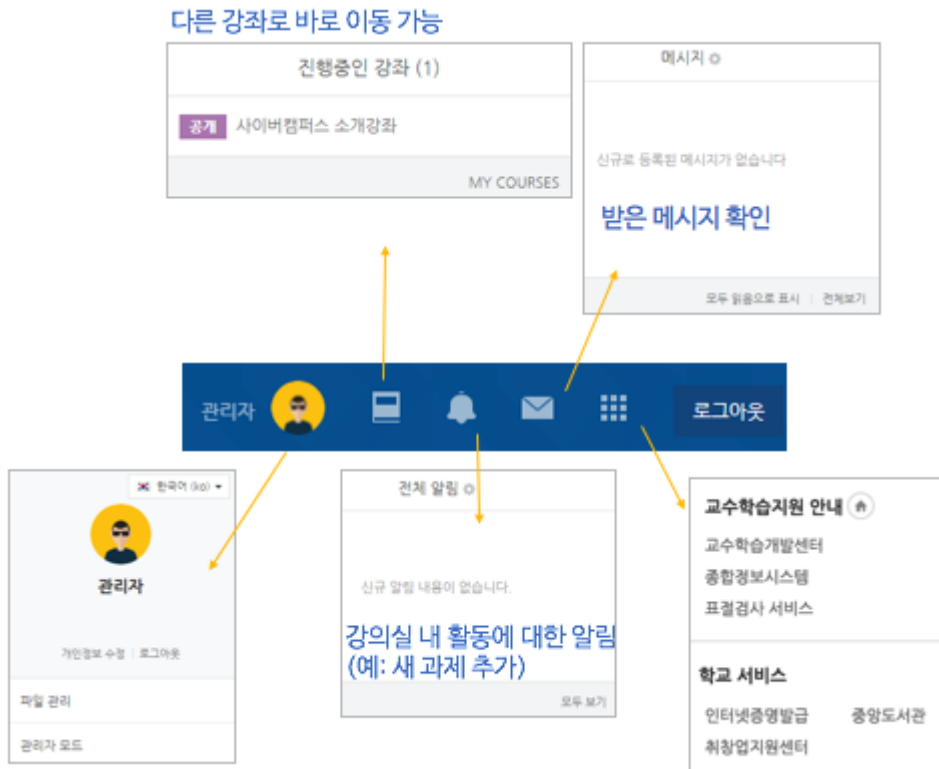 다른 강좌로 바로 이동 가능
진행중인 강좌 (1)
공개 사이버캠퍼스 소개강좌
MY COURSES
메시지
신규로 등록된 메시지가 없습니다
받은 메시지 확인
모두 읽음으로 표시 | 전체보기
관리자
로그아웃
한국어 (ko)
관리자
개인정보 수정 | 로그아웃
파일 관리
관리자 모드
전체 알림
신규 알림 내용이 없습니다.
강의실 내 활동에 대한 알림
(예: 새 과제 추가)
모두 보기
교수학습지원 안내
교수학습개발센터
종합정보시스템
표절검사 서비스
학교 서비스
인터넷증명발급 중앙도서관
취창업지원센터